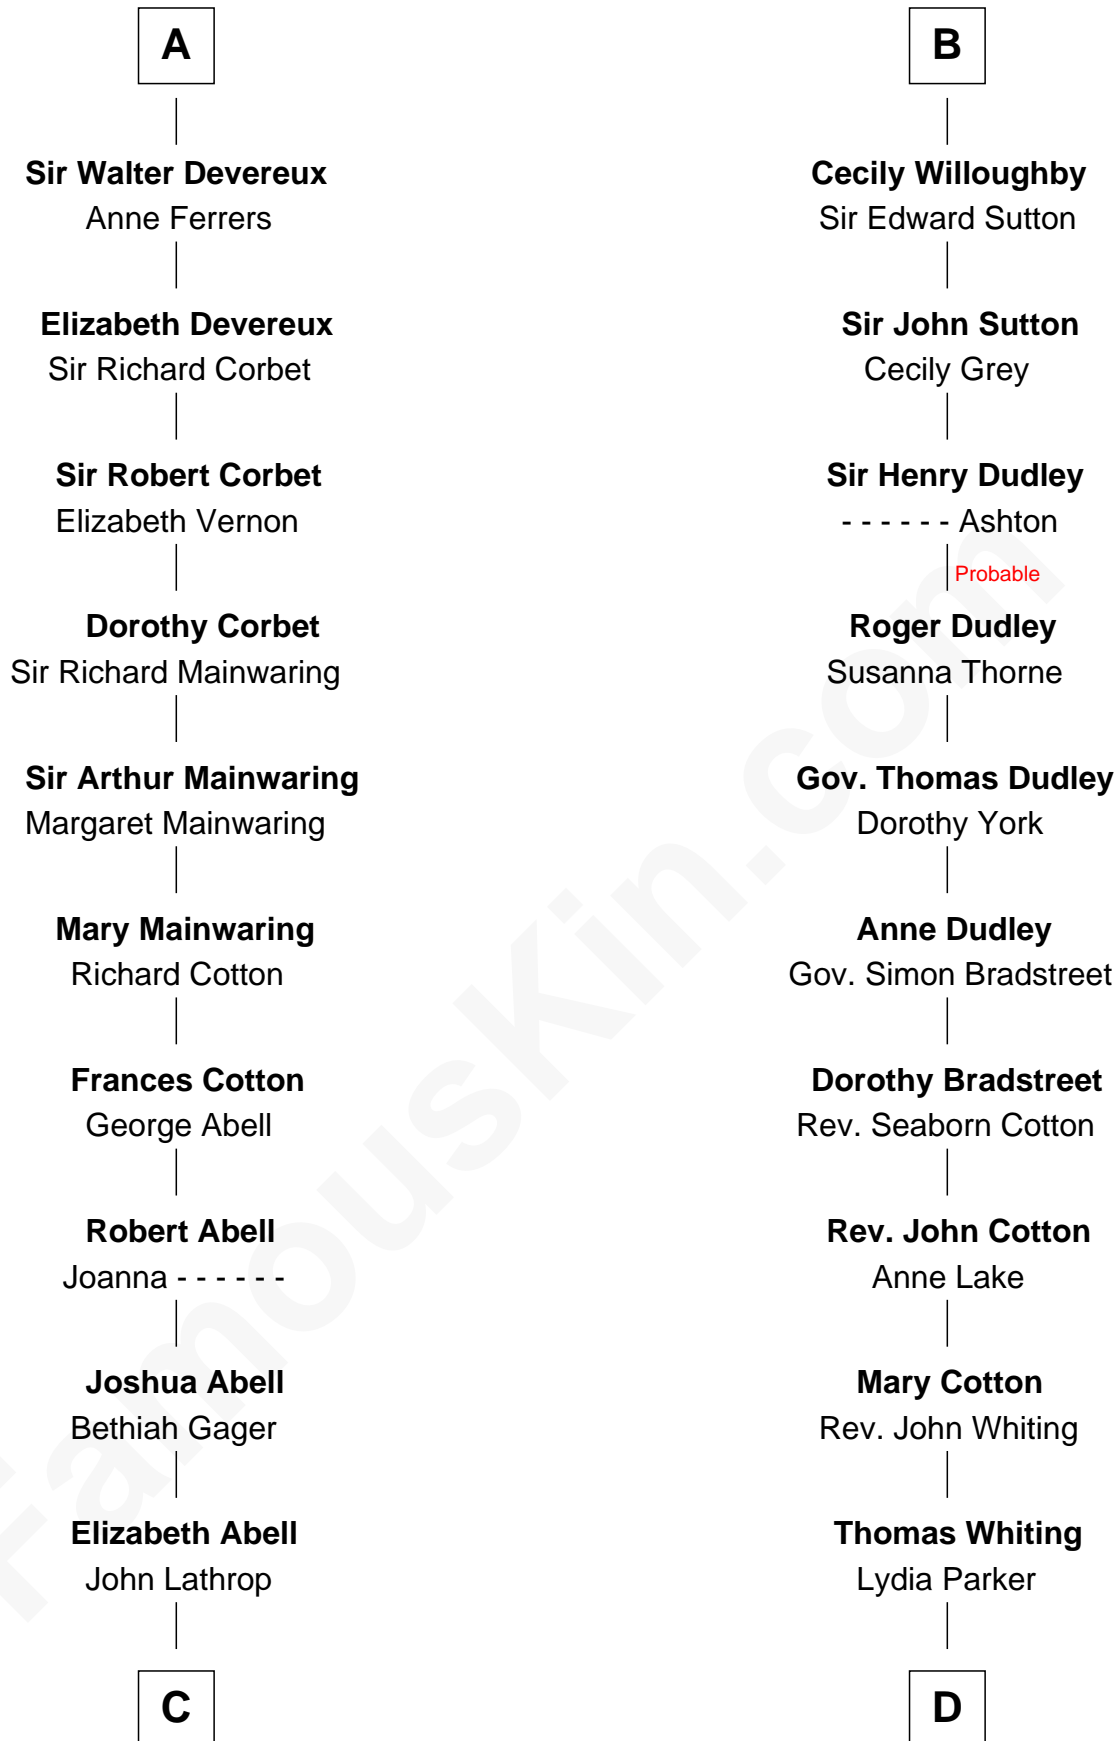 A
Sir Walter Devereux
Anne Ferrers
Elizabeth Devereux
Sir Richard Corbet
Sir Robert Corbet
Elizabeth Vernon
Dorothy Corbet
Sir Richard Mainwaring
Sir Arthur Mainwaring
Margaret Mainwaring
Mary Mainwaring
Richard Cotton
Frances Cotton
George Abell
Robert Abell
Joanna - - - - - -
Joshua Abell
Bethiah Gager
Elizabeth Abell
John Lathrop
C
B
Cecily Willoughby
Sir Edward Sutton
Sir John Sutton
Cecily Grey
Sir Henry Dudley
- - - - - - Ashton
Probable
Roger Dudley
Susanna Thorne
Gov. Thomas Dudley
Dorothy York
Anne Dudley
Gov. Simon Bradstreet
Dorothy Bradstreet
Rev. Seaborn Cotton
Rev. John Cotton
Anne Lake
Mary Cotton
Rev. John Whiting
Thomas Whiting
Lydia Parker
D
FamousKin.com